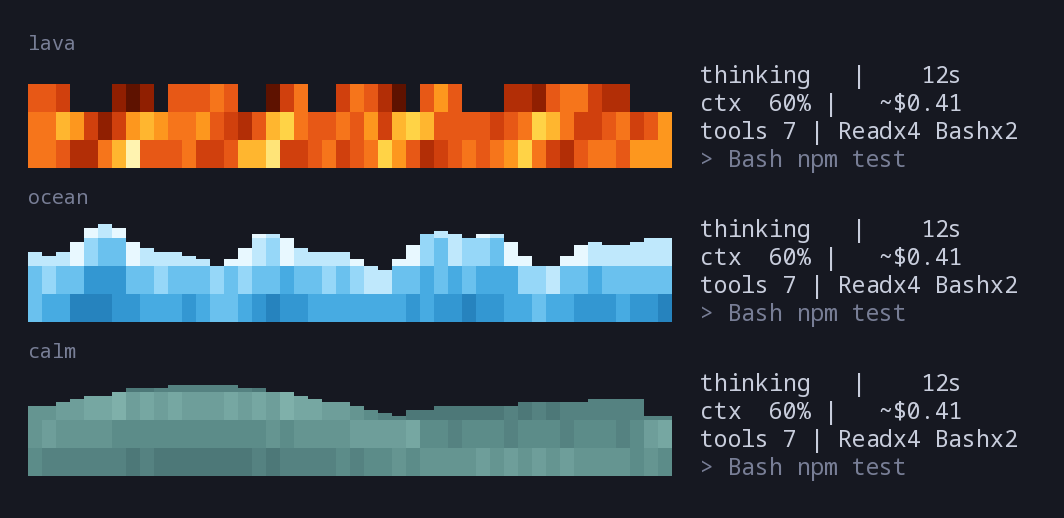 lava
thinking   |    12s
ctx  60% |   ~$0.41
tools 7 | Readx4 Bashx2
> Bash npm test
ocean
thinking   |    12s
ctx  60% |   ~$0.41
tools 7 | Readx4 Bashx2
> Bash npm test
calm
thinking   |    12s
ctx  60% |   ~$0.41
tools 7 | Readx4 Bashx2
> Bash npm test